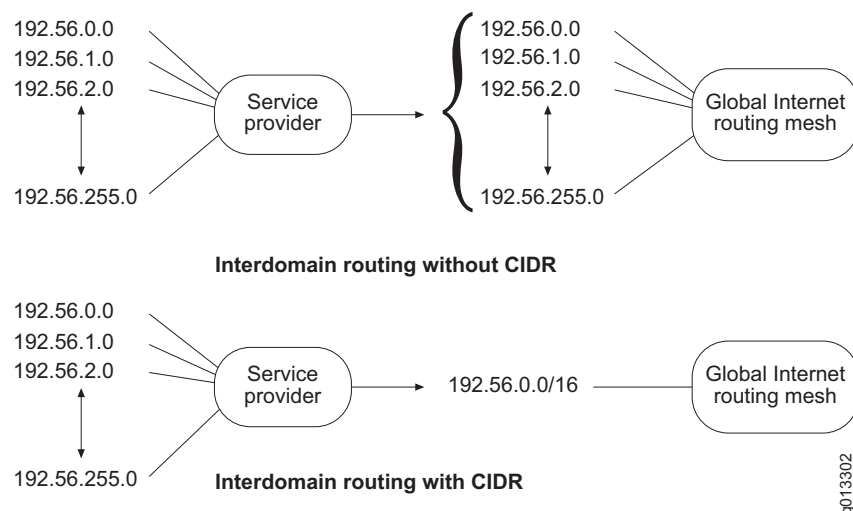 192.56.0.0
192.56.1.0
192.56.2.0
192.56.255.0
Service
provider
192.56.0.0
192.56.1.0
192.56.2.0
192.56.255.0
Global Internet
routing mesh
Interdomain routing without CIDR
192.56.0.0
192.56.1.0
192.56.2.0
192.56.255.0
Service
provider
192.56.0.0/16
Global Internet
routing mesh
Interdomain routing with CIDR
g013302